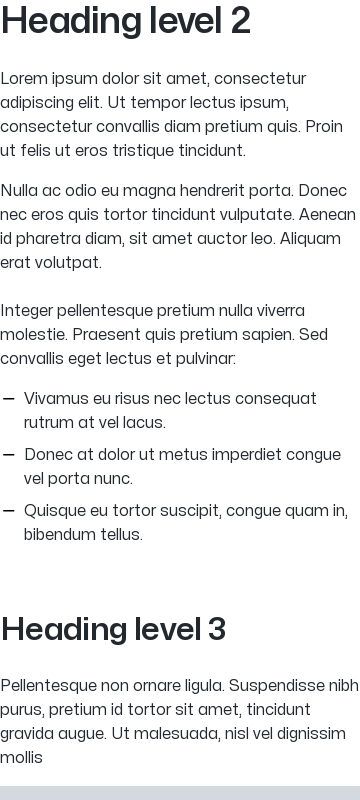 Heading level 2
Lorem ipsum dolor sit amet, consectetur
adipiscing elit. Ut tempor lectus ipsum,
consectetur convallis diam pretium quis. Proin
ut felis ut eros tristique tincidunt.
Nulla ac odio eu magna hendrerit porta. Donec
nec eros quis tortor tincidunt vulputate. Aenean
id pharetra diam, sit amet auctor leo. Aliquam
erat volutpat.
Integer pellentesque pretium nulla viverra
molestie. Praesent quis pretium sapien. Sed
convallis eget lectus et pulvinar:
— Vivamus eu risus nec lectus consequat
rutrum at vel lacus.
— Donec at dolor ut metus imperdiet congue
vel porta nunc.
— Quisque eu tortor suscipit, congue quam in,
bibendum tellus.
Heading level 3
Pellentesque non ornare ligula. Suspendisse nibh
purus, pretium id tortor sit amet, tincidunt
gravida augue. Ut malesuada, nisl vel dignissim
mollis